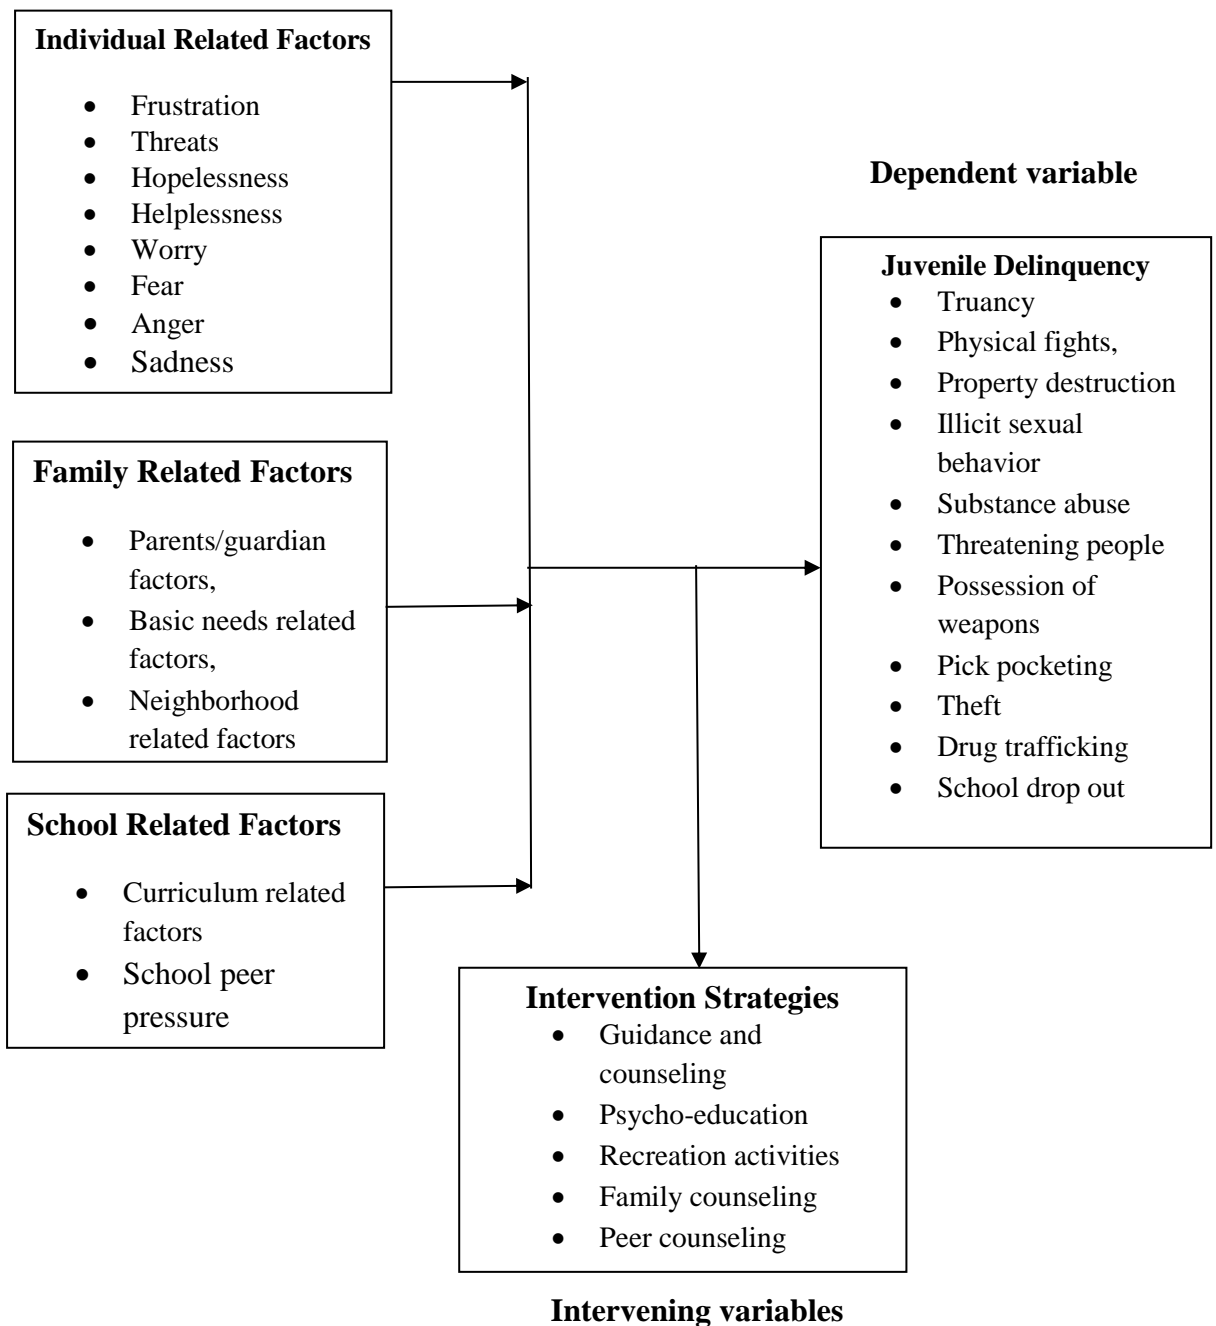 Individual Related Factors
• Frustration
• Threats
• Hopelessness
• Helplessness
• Worry
• Fear
• Anger
• Sadness
Family Related Factors
• Parents/guardian
factors,
• Basic needs related
factors,
• Neighborhood
related factors
School Related Factors
• Curriculum related
factors
• School peer
pressure
Dependent variable
Juvenile Delinquency
• Truancy
• Physical fights,
• Property destruction
• Illicit sexual
behavior
• Substance abuse
• Threatening people
• Possession of
weapons
• Pick pocketing
• Theft
• Drug trafficking
• School drop out
Intervention Strategies
• Guidance and
counseling
• Psycho-education
• Recreation activities
• Family counseling
• Peer counseling
Intervening variables